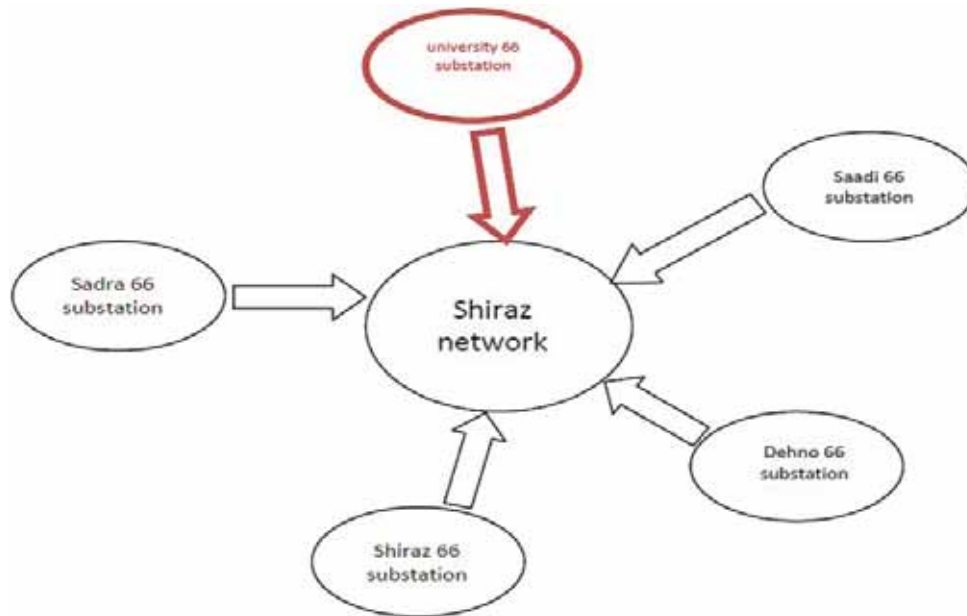 university 66
substation
Saadi 66
substation
Sadra 66
substation
Shiraz
network
Dehno 66
substation
Shiraz 66
substation